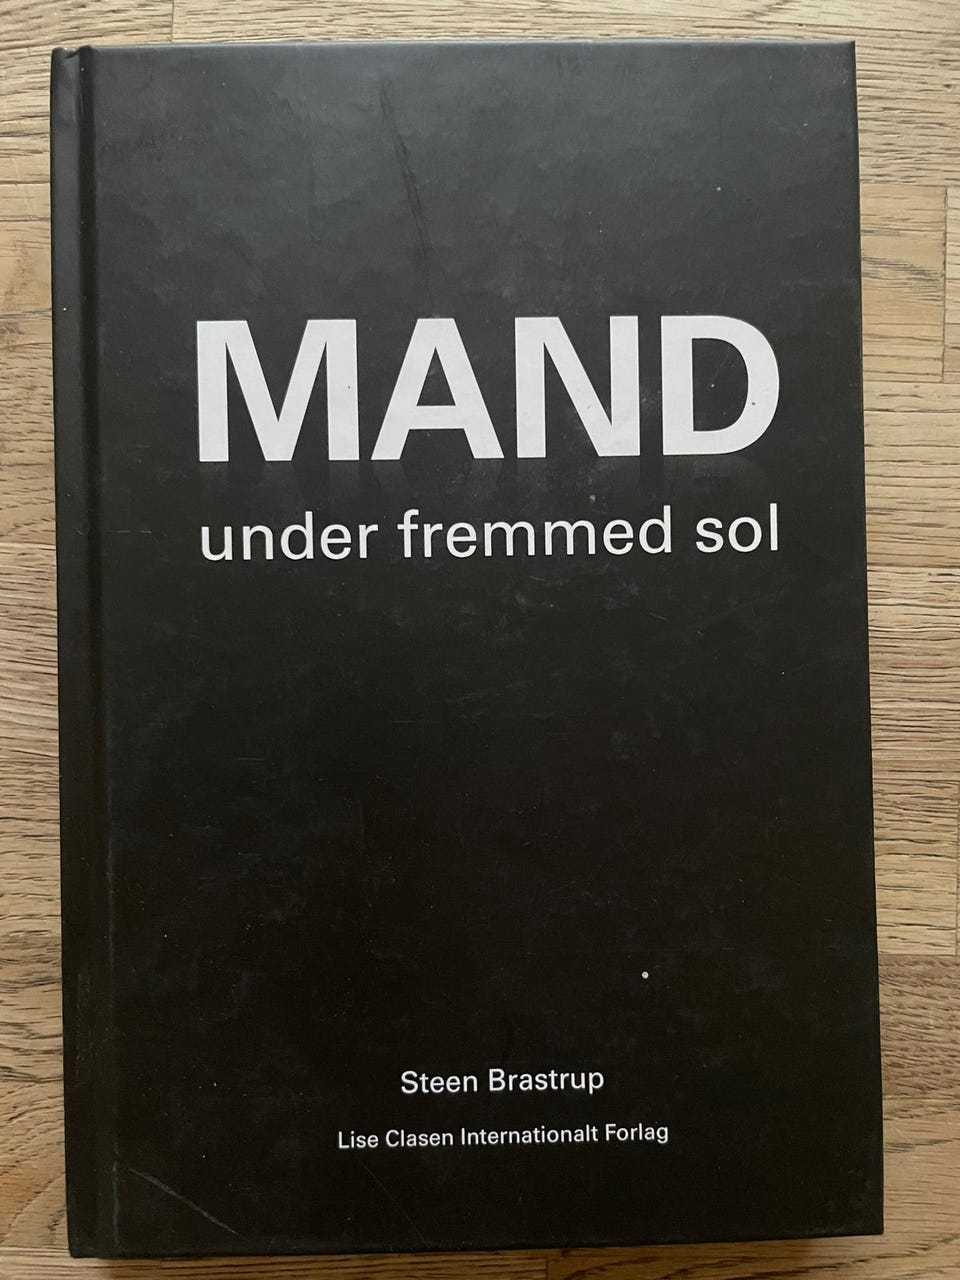 MAND
under fremmed sol
Steen Brastrup
Lise Clasen Internationalt Forlag